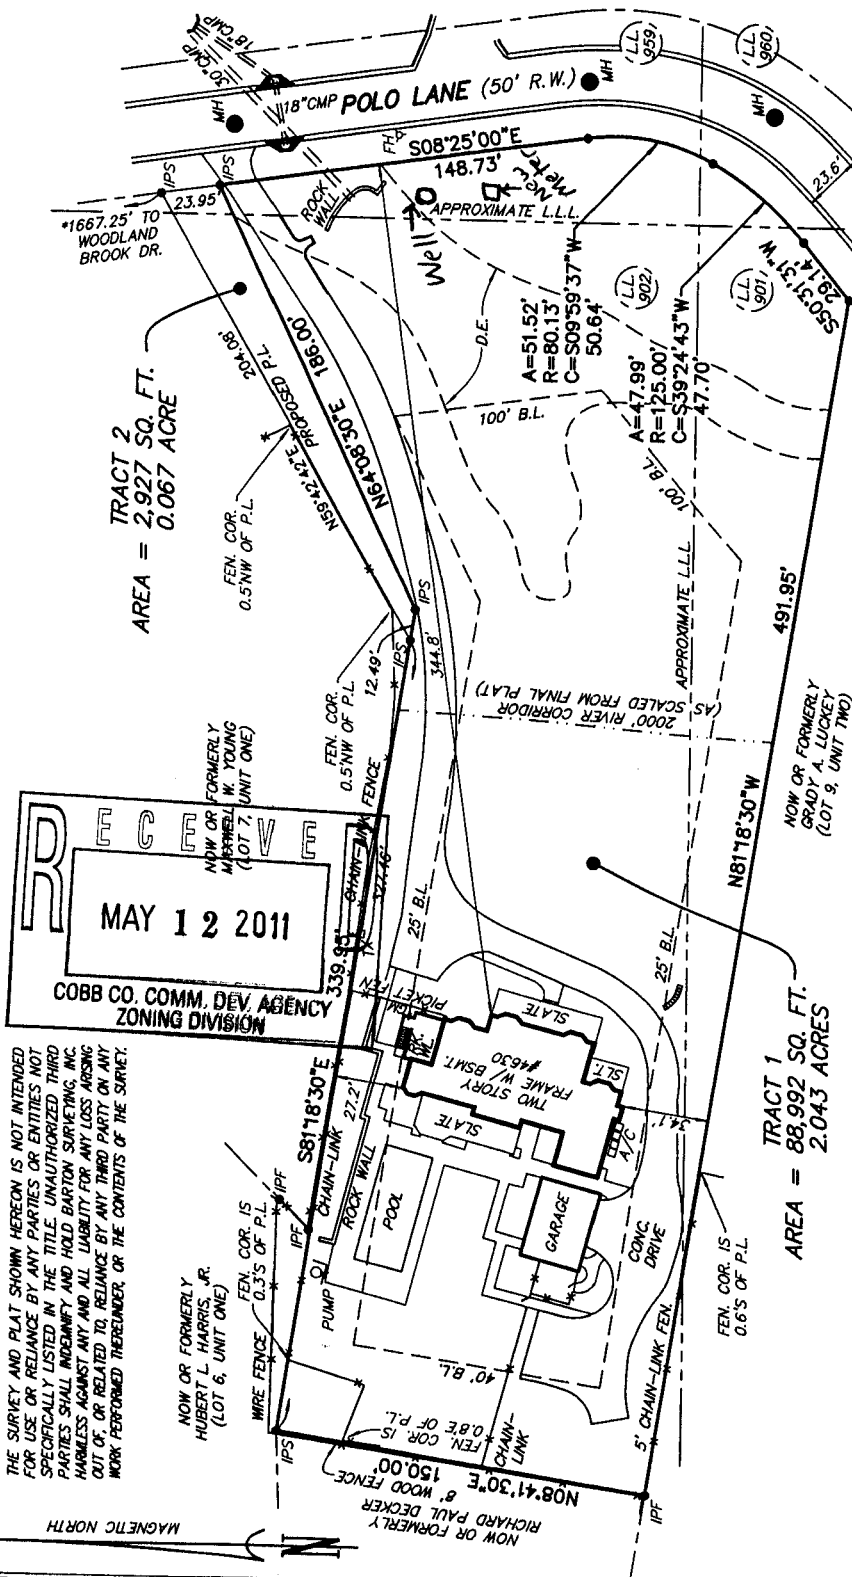 THE SURVEY AND PLAT SHOWN HEREON IS NOT INTENDED
FOR USE OR RELIANCE BY ANY PARTIES OR ENTITIES NOT
SPECIFICALLY LISTED IN THE TITLE. UNAUTHORIZED THIRD
PARTIES SHALL INDEMNIFY AND HOLD BARTON SURVEYING, INC.
HARMLESS AGAINST ANY AND ALL LIABILITY FOR ANY LOSS ARISING
OUT OF, OR RELATED TO, RELIANCE BY ANY THIRD PARTY ON ANY
WORK PERFORMED THEREUNDER, OR THE CONTENTS OF THE SURVEY.
MAGNETIC NORTH
N
RECEIVE
MAY 12 2011
COBB CO. COMM. DEV. AGENCY
ZONING DIVISION
NOW OR FORMERLY
HUBERT L. HARRIS, JR.
(LOT 6, UNIT ONE)
WIRE FENCE
FEN. COR. IS
0.3'S OF P.L.
IPF
IPF
IPS
NOW OR FORMERLY
W. YOUNG
(LOT 7, UNIT ONE)
S81°18'30"E
339.95'
327.46'
CHAIN-LINK
CHAIN-LINK FENCE
27.2'
ROCK WALL
POOL
PUMP
SLATE
TWO STORY
FRAME W/ BSMT.
#4630
SLATE
SLT.
A/C
GM
PICKET FEN
BK.
WL.
TX
25' B.L.
GARAGE
CONC.
DRIVE
34.1'
40' B.L.
CHAIN-
LINK
FEN. COR. IS
0.8'E OF P.L.
N08°41'30"E
150.00'
8' WOOD FENCE
NOW OR FORMERLY
RICHARD PAUL DECKER
IPF
5' CHAIN-LINK FEN.
FEN. COR. IS
0.6'S OF P.L.
TRACT 1
AREA = 88,992 SQ. FT.
2.043 ACRES
25' B.L.
N81°18'30"W
491.95'
NOW OR FORMERLY
GRADY A. LUCKEY
(LOT 9, UNIT TWO)
2000' RIVER CORRIDOR
(AS SCALED FROM FINAL PLAT)
APPROXIMATE L.L.L.
100' B.L.
100' B.L.
D.E.
FEN. COR.
0.5'NW OF P.L.
12.49'
IPS
IPS
344.8'
FEN. COR.
0.5'NW OF P.L.
TRACT 2
AREA = 2,927 SQ. FT.
0.067 ACRE
N59°42'42"E
204.08'
PROPOSED P.L.
N64°08'30"E 186.00'
*1667.25' TO
WOODLAND
BROOK DR.
23.95'
IPS
IPS
ROCK
WALL
Well
New
Meter
APPROXIMATE L.L.L.
S08°25'00"E
148.73'
FH
MH
30"CMP
18"CMP
18"CMP
POLO LANE (50' R.W.)
MH
MH
L.L.
959
L.L.
960
L.L.
902
L.L.
901
A=51.52'
R=80.13'
C=S09°59'37"W
50.64'
A=47.99'
R=125.00'
C=S39°24'43"W
47.70'
S50°31'31"W
29.14'
23.6'